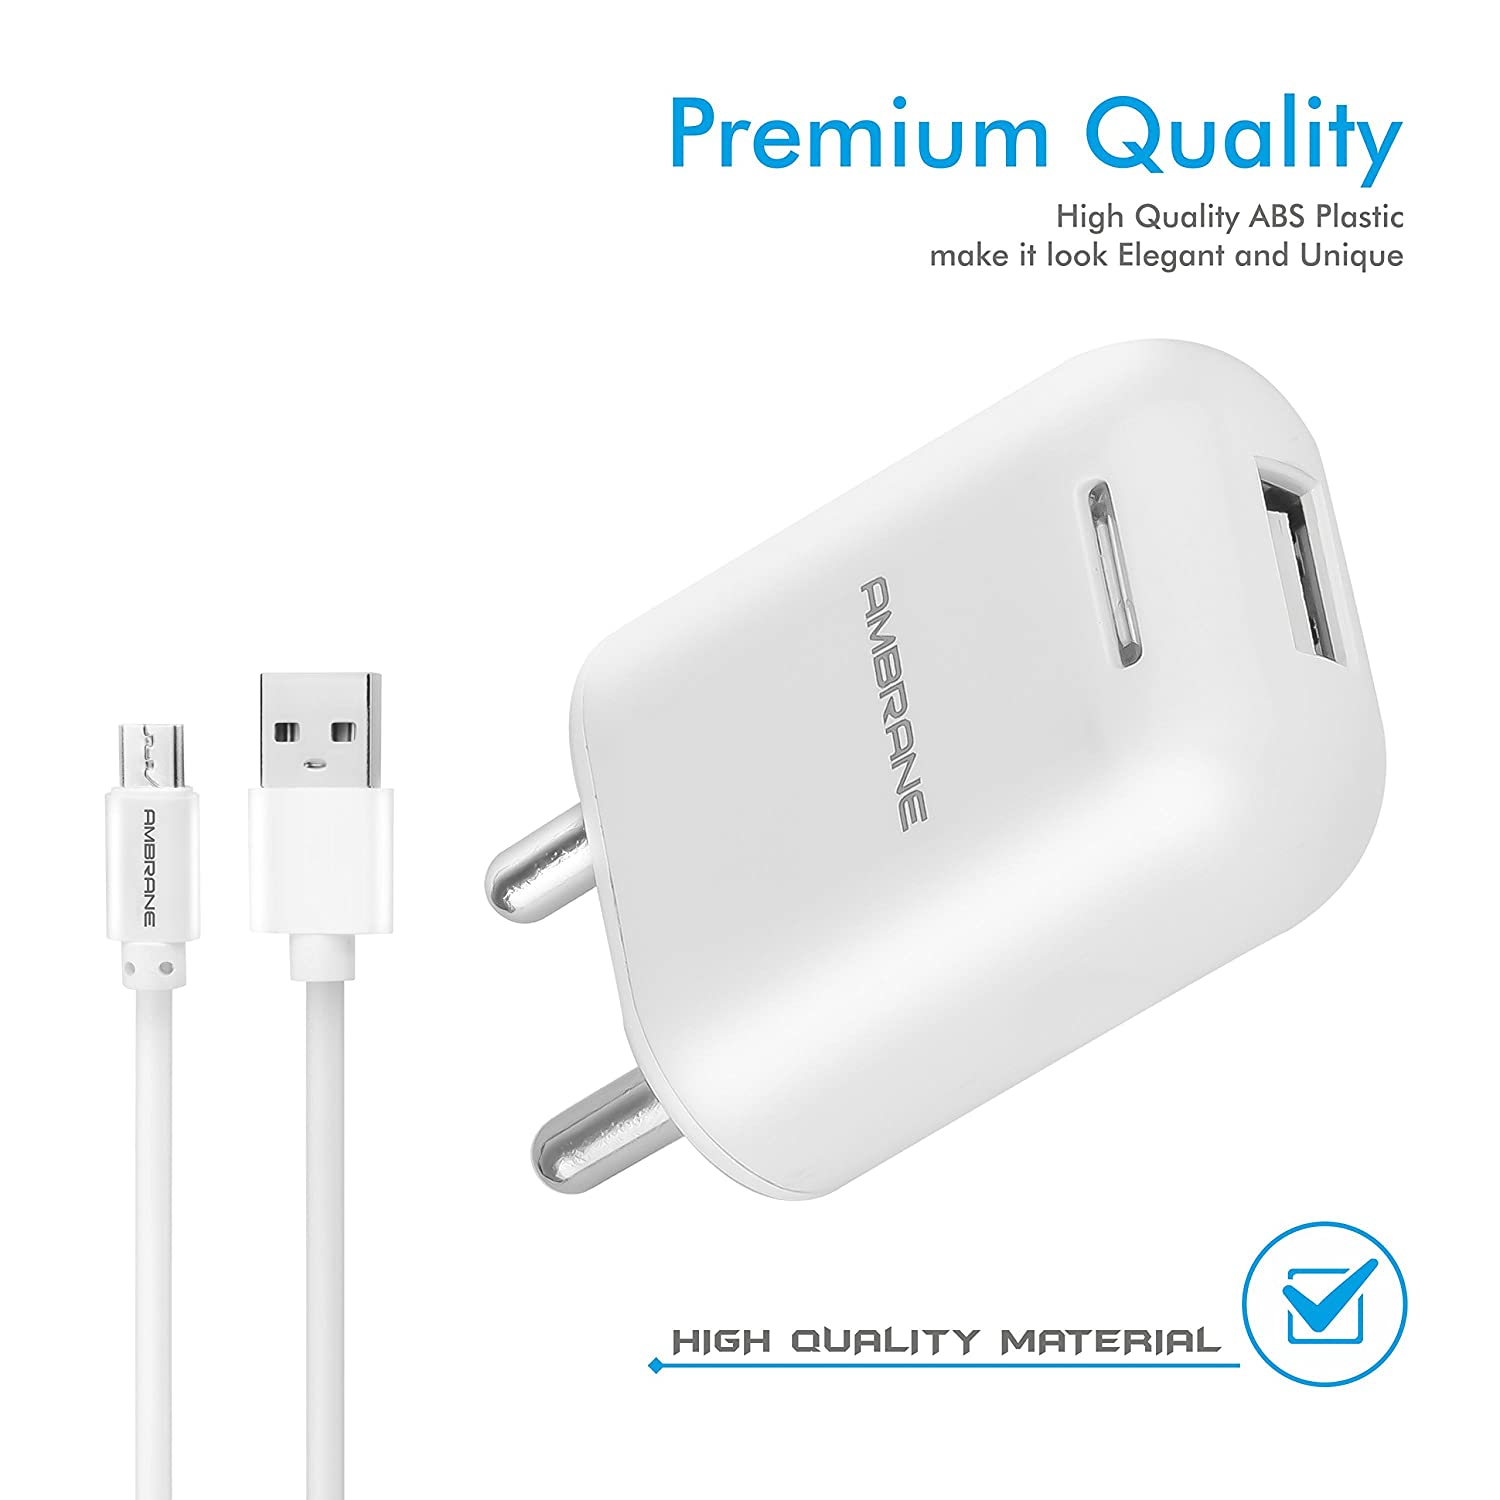 Premium Quality
High Quality ABS Plastic
make it look Elegant and Unique
AMBRANE
AMBRANE
HIGH QUALITY MATERIAL